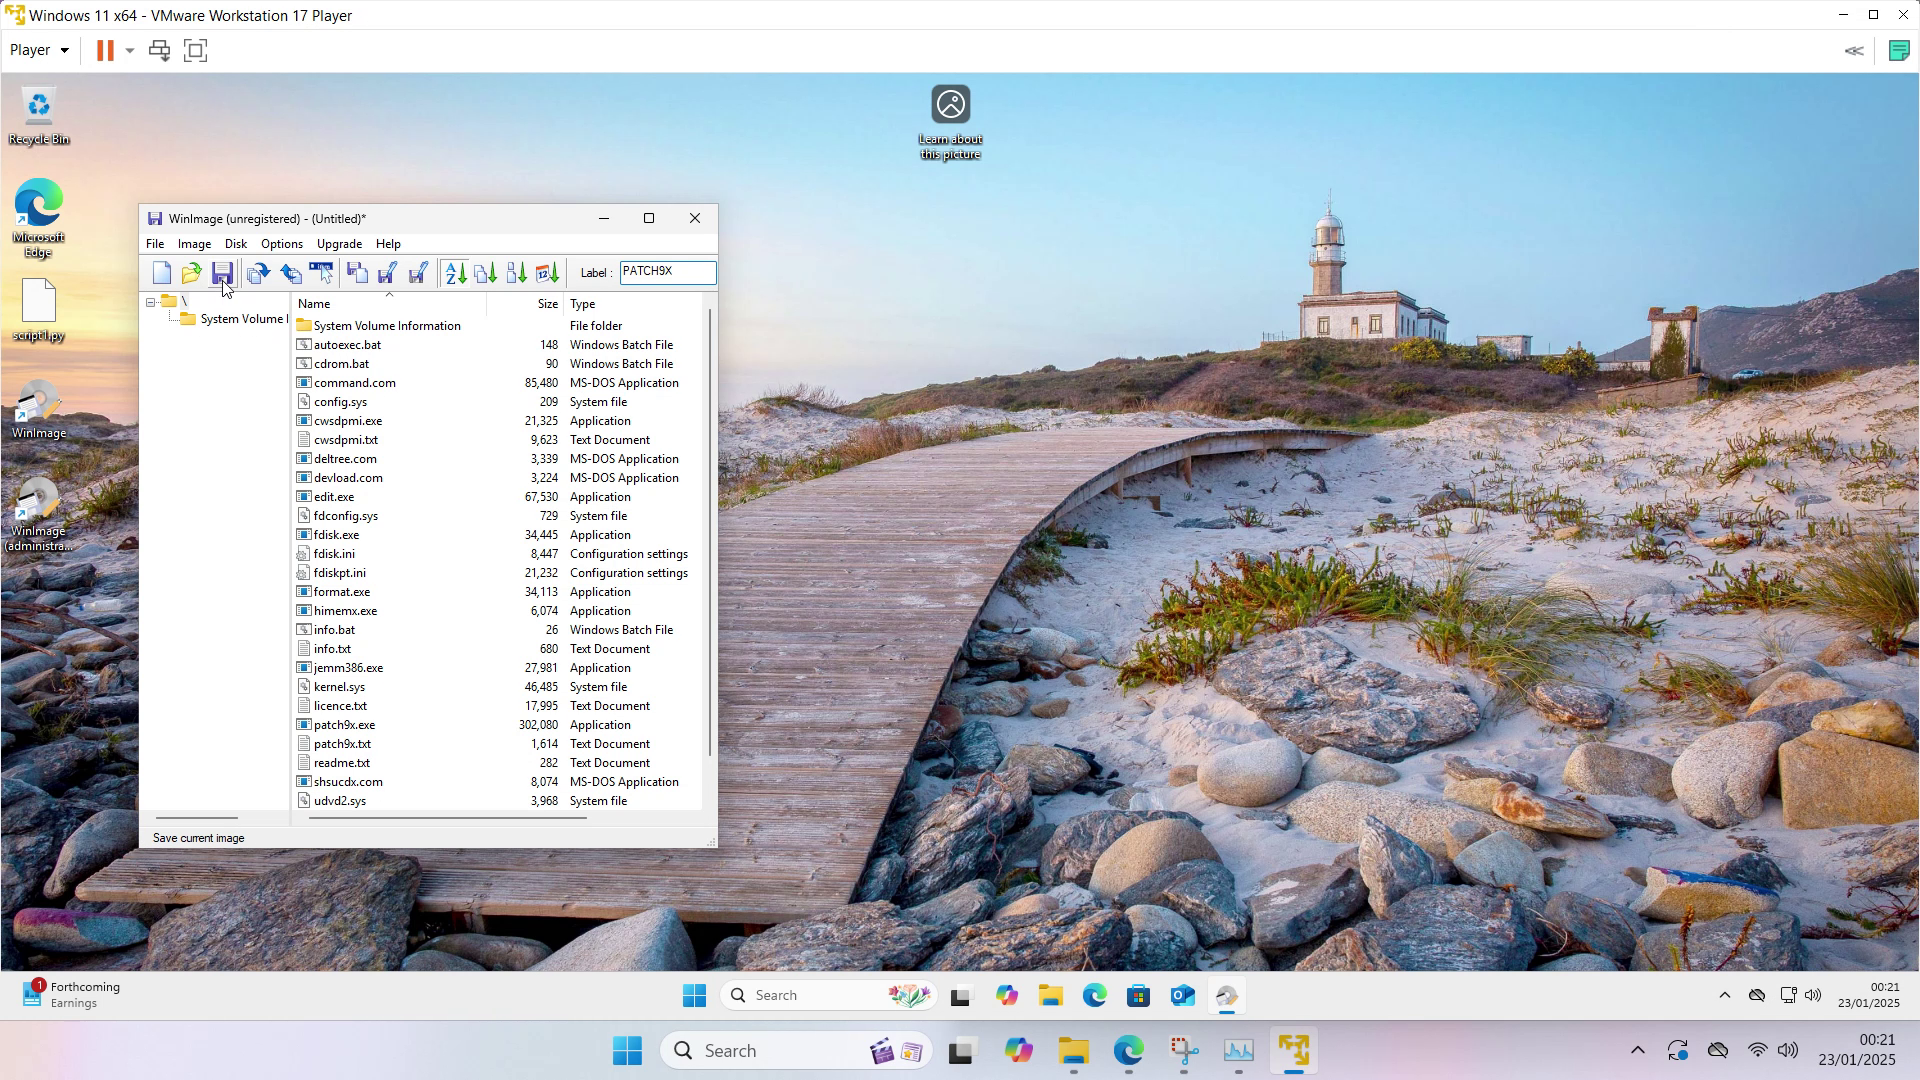 Windows 11 x64 - VMware Workstation 17 Player
Player
Recycle Bin
Microsoft
Edge
script1.py
WinImage
WinImage
(administra...
Learn about
this picture
WinImage (unregistered) - (Untitled)*
File Image Disk Options Upgrade Help
Label : PATCH9X
\
System Volume I
Name Size Type
System Volume Information File folder
autoexec.bat 148 Windows Batch File
cdrom.bat 90 Windows Batch File
command.com 85,480 MS-DOS Application
config.sys 209 System file
cwsdpmi.exe 21,325 Application
cwsdpmi.txt 9,623 Text Document
deltree.com 3,339 MS-DOS Application
devload.com 3,224 MS-DOS Application
edit.exe 67,530 Application
fdconfig.sys 729 System file
fdisk.exe 34,445 Application
fdisk.ini 8,447 Configuration settings
fdiskpt.ini 21,232 Configuration settings
format.exe 34,113 Application
himemx.exe 6,074 Application
info.bat 26 Windows Batch File
info.txt 680 Text Document
jemm386.exe 27,981 Application
kernel.sys 46,485 System file
licence.txt 17,995 Text Document
patch9x.exe 302,080 Application
patch9x.txt 1,614 Text Document
readme.txt 282 Text Document
shsucdx.com 8,074 MS-DOS Application
udvd2.sys 3,968 System file
Save current image
1
Forthcoming
Earnings
Search
00:21
23/01/2025
Search
00:21
23/01/2025